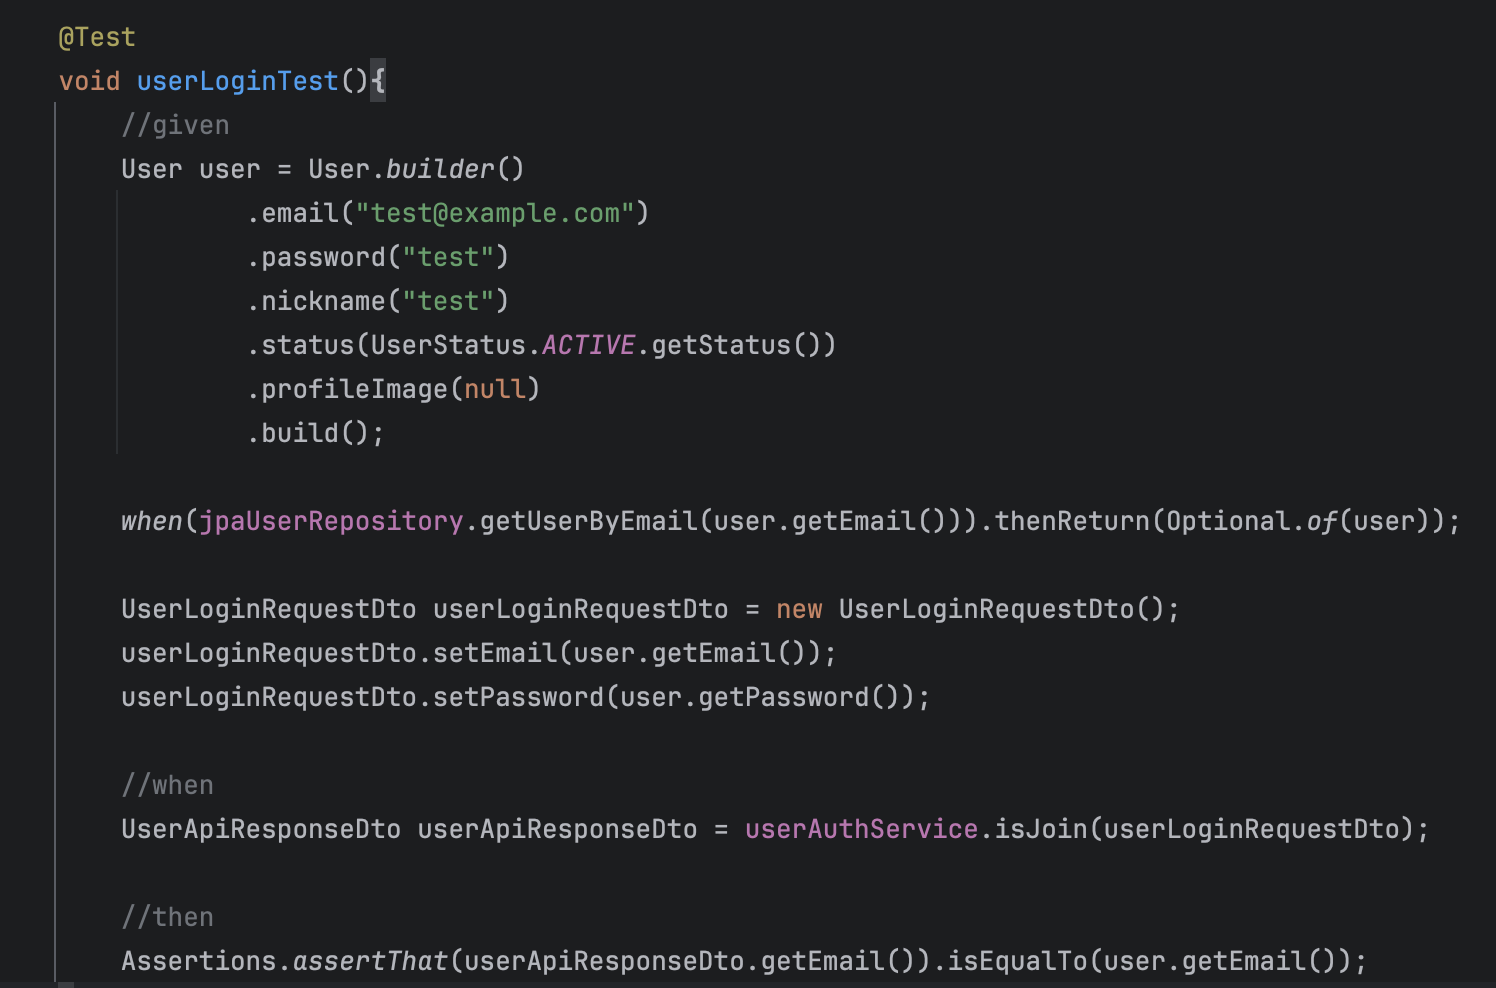 @Test
void userLoginTest(){
//given
User user = User.builder()
.email("test@example.com")
.password("test")
.nickname("test")
.status(UserStatus.ACTIVE.getStatus())
.profileImage(null)
.build();
when(jpaUserRepository.getUserByEmail(user.getEmail())).thenReturn(Optional.of(user));
UserLoginRequestDto userLoginRequestDto = new UserLoginRequestDto();
userLoginRequestDto.setEmail(user.getEmail());
userLoginRequestDto.setPassword(user.getPassword());
//when
UserApiResponseDto userApiResponseDto = userAuthService.isJoin(userLoginRequestDto);
//then
Assertions.assertThat(userApiResponseDto.getEmail()).isEqualTo(user.getEmail());